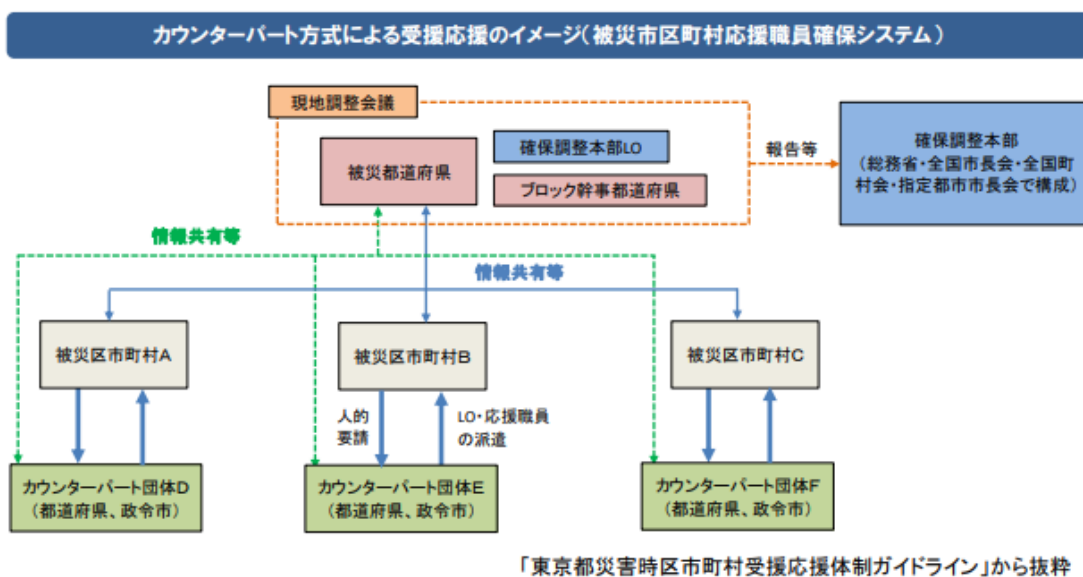 カウンターパート方式による受援応援のイメージ(被災市区町村応援職員確保システム)
現地調整会議
被災都道府県
確保調整本部LO
ブロック幹事都道府県
報告等
確保調整本部
(総務省・全国市長会・全国町
村会・指定都市市長会で構成)
情報共有等
情報共有等
被災区市町村A
被災区市町村B
被災区市町村C
人的
要請
LO・応援職員
の派遣
カウンターパート団体D
(都道府県、政令市)
カウンターパート団体E
(都道府県、政令市)
カウンターパート団体F
(都道府県、政令市)
「東京都災害時区市町村受援応援体制ガイドライン」から抜粋